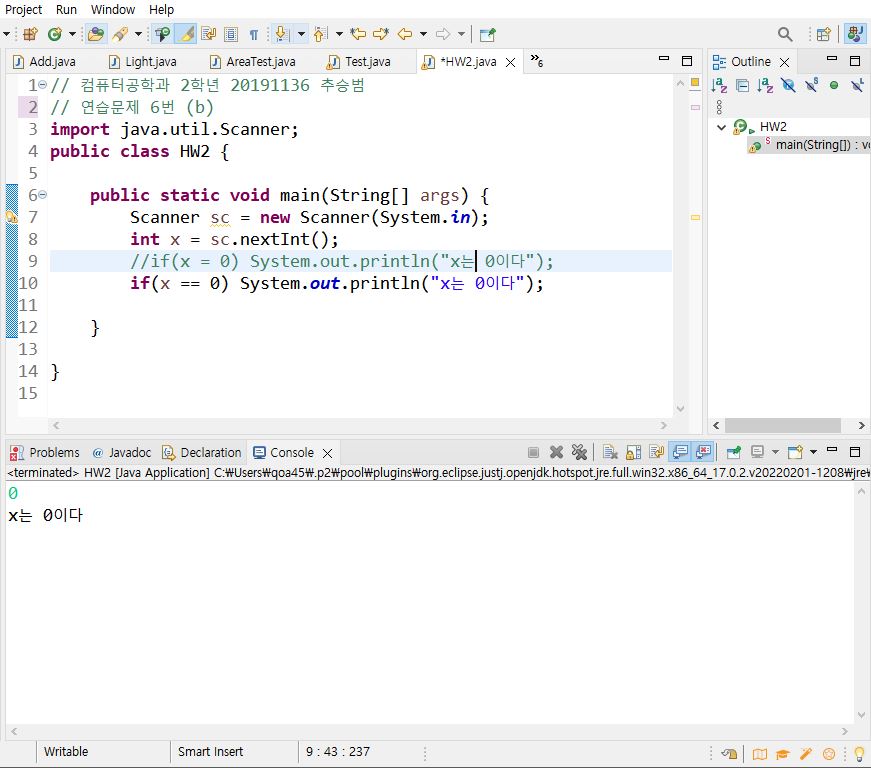 Project Run Window Help
Add.java Light.java AreaTest.java Test.java *HW2.java »6
Outline
1 // 컴퓨터공학과 2학년 20191136 추승범
2 // 연습문제 6번 (b)
3 import java.util.Scanner;
4 public class HW2 {
5
6 public static void main(String[] args) {
7 Scanner sc = new Scanner(System.in);
8 int x = sc.nextInt();
9 //if(x = 0) System.out.println("x는 0이다");
10 if(x == 0) System.out.println("x는 0이다");
11
12 }
13
14 }
15
HW2
main(String[]) : vo
Problems @ Javadoc Declaration Console
<terminated> HW2 [Java Application] C:₩Users₩qoa45₩.p2₩pool₩plugins₩org.eclipse.justj.openjdk.hotspot.jre.full.win32.x86_64_17.0.2.v20220201-1208₩jre₩
0
x는 0이다
Writable Smart Insert 9 : 43 : 237